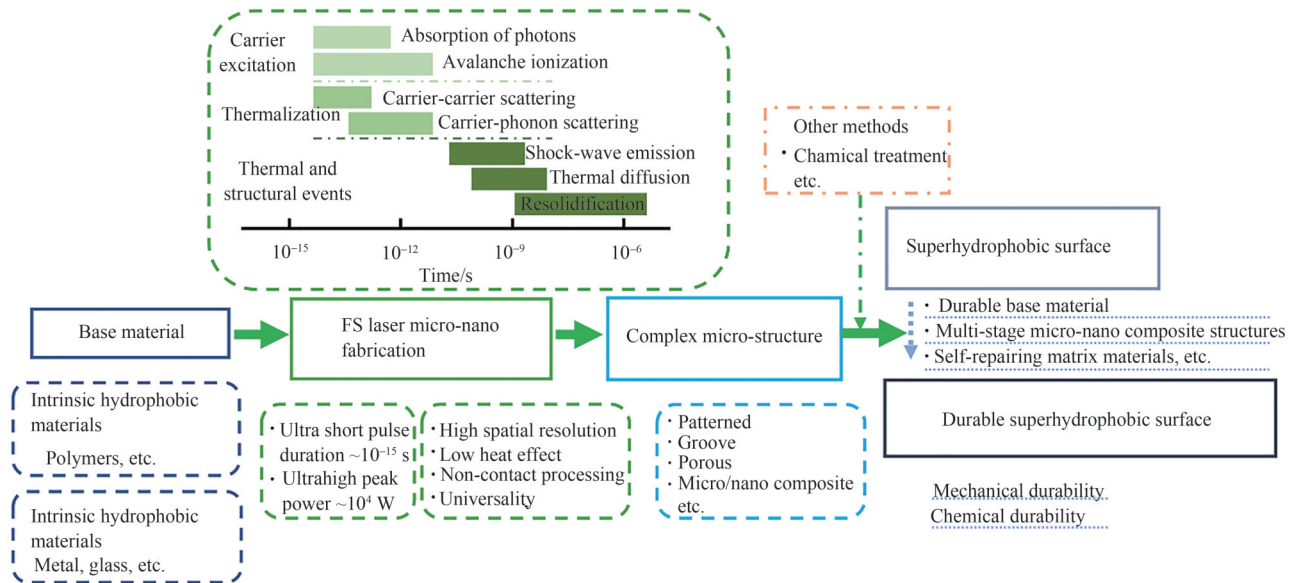 Carrier
excitation
Absorption of photons
Avalanche ionization
Thermalization
Carrier-carrier scattering
Carrier-phonon scattering
Thermal and
structural events
Shock-wave emission
Thermal diffusion
Resolidification
10⁻¹⁵
10⁻¹²
10⁻⁹
10⁻⁶
Time/s
Other methods
· Chamical treatment
etc.
Base material
FS laser micro-nano
fabrication
Complex micro-structure
Superhydrophobic surface
· Durable base material
· Multi-stage micro-nano composite structures
· Self-repairing matrix materials, etc.
Durable superhydrophobic surface
Mechanical durability
Chemical durability
Intrinsic hydrophobic
materials
Polymers, etc.
Intrinsic hydrophobic
materials
Metal, glass, etc.
· Ultra short pulse
duration ~10⁻¹⁵ s
· Ultrahigh peak
power ~10⁴ W
· High spatial resolution
· Low heat effect
· Non-contact processing
· Universality
· Patterned
· Groove
· Porous
· Micro/nano composite
etc.